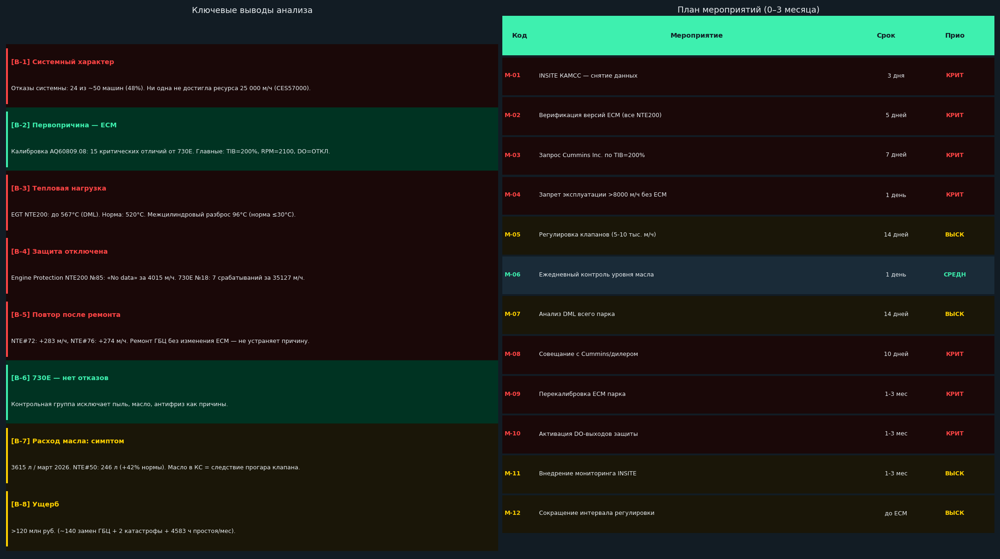 Ключевые выводы анализа
[В-1] Системный характер
Отказы системны: 24 из ~50 машин (48%). Ни одна не достигла ресурса 25 000 м/ч (CES57000).
[В-2] Первопричина — ECM
Калибровка AQ60809.08: 15 критических отличий от 730E. Главные: TIB=200%, RPM=2100, DO=ОТКЛ.
[В-3] Тепловая нагрузка
EGT NTE200: до 567°C (DML). Норма: 520°C. Межцилиндровый разброс 96°C (норма ≤30°C).
[В-4] Защита отключена
Engine Protection NTE200 №85: «No data» за 4015 м/ч. 730E №18: 7 срабатываний за 35127 м/ч.
[В-5] Повтор после ремонта
NTE#72: +283 м/ч, NTE#76: +274 м/ч. Ремонт ГБЦ без изменения ECM — не устраняет причину.
[В-6] 730E — нет отказов
Контрольная группа исключает пыль, масло, антифриз как причины.
[В-7] Расход масла: симптом
3615 л / март 2026. NTE#50: 246 л (+42% нормы). Масло в КС = следствие прогара клапана.
[В-8] Ущерб
>120 млн руб. (~140 замен ГБЦ + 2 катастрофы + 4583 ч простоя/мес).
План мероприятий (0–3 месяца)
Код Мероприятие Срок Прио
М-01 INSITE КАМСС — снятие данных 3 дня КРИТ
М-02 Верификация версий ECM (все NTE200) 5 дней КРИТ
М-03 Запрос Cummins Inc. по TIB=200% 7 дней КРИТ
М-04 Запрет эксплуатации >8000 м/ч без ECM 1 день КРИТ
М-05 Регулировка клапанов (5-10 тыс. м/ч) 14 дней ВЫСК
М-06 Ежедневный контроль уровня масла 1 день СРЕДН
М-07 Анализ DML всего парка 14 дней ВЫСК
М-08 Совещание с Cummins/дилером 10 дней КРИТ
М-09 Перекалибровка ECM парка 1-3 мес КРИТ
М-10 Активация DO-выходов защиты 1-3 мес КРИТ
М-11 Внедрение мониторинга INSITE 1-3 мес ВЫСК
М-12 Сокращение интервала регулировки до ECM ВЫСК